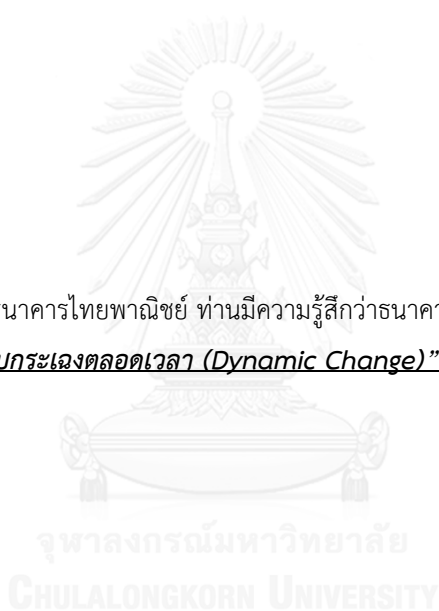 นาคารไทยพาณิชย์ ท่านมีความรู้สึกว่าธนาคา
บกระเฉงตลอดเวลา (Dynamic Change)”
จุฬาลงกรณ์มหาวิทยาลัย
CHULALONGKORN UNIVERSITY